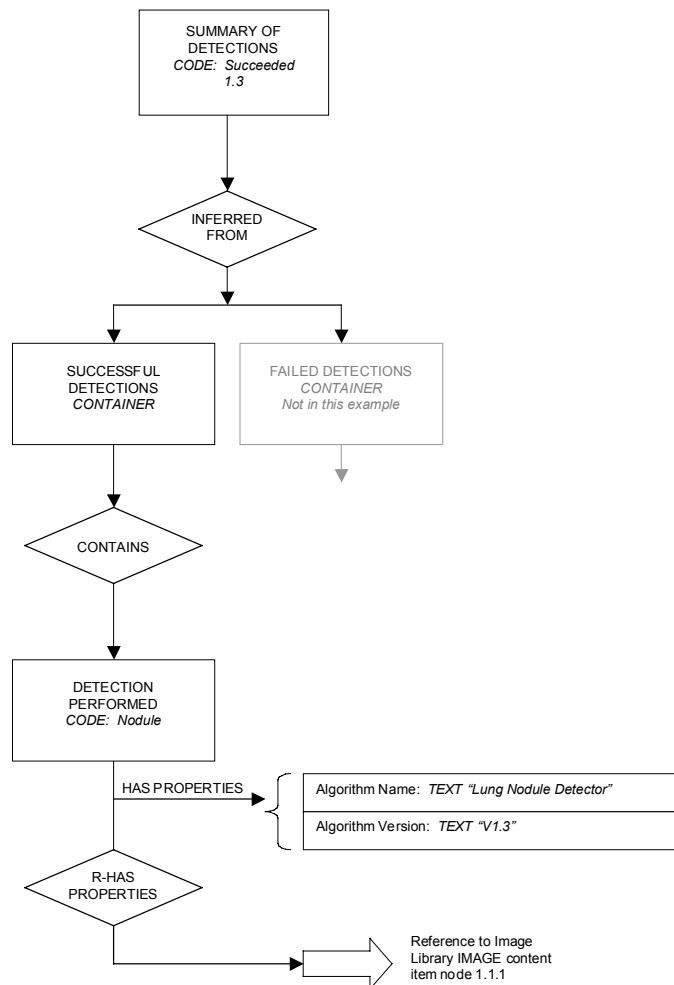 SUMMARY OF
DETECTIONS
CODE: Succeeded
1.3
INFERRED
FROM
SUCCESSFUL
DETECTIONS
CONTAINER
FAILED DETECTIONS
CONTAINER
Not in this example
CONTAINS
DETECTION
PERFORMED
CODE: Nodule
HAS PROPERTIES
Algorithm Name: TEXT “Lung Nodule Detector”
Algorithm Version: TEXT “V1.3”
R-HAS
PROPERTIES
Reference to Image
Library IMAGE content
item node 1.1.1